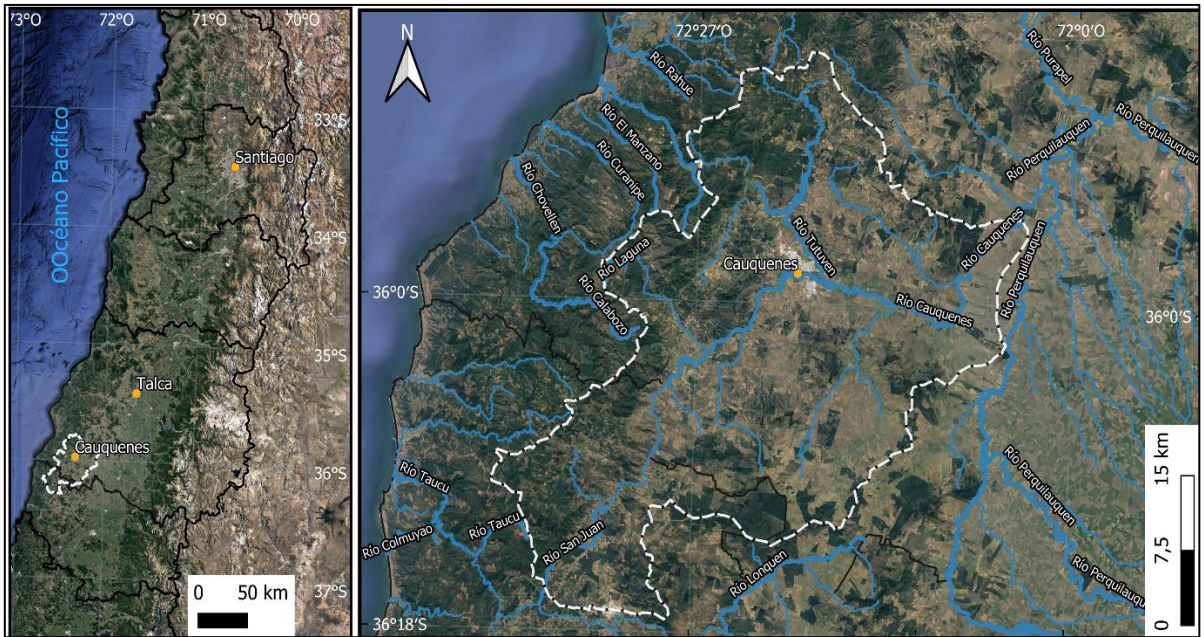 73°O
72°O
71°O
70°O
OOcéano Pacífico
33°S
Santiago
34°S
35°S
Talca
Cauquenes
36°S
37°S
0 50 km
72°27'O
72°0'O
Río Rahue
Río Purapel
Río El Manzano
Río Perquilauquen
Río Perquilauquen
Río Curanipe
Río Chovellen
Río Laguna
Río Tutuven
Río Cauquenes
Río Perquilauquen
Cauquenes
36°0'S
Río Calabozo
Río Cauquenes
36°0'S
Río Taucu
Río Taucu
Río Colmuyao
Río San Juan
Río Lonquen
Río Perquilauquen
Río Perquilauqu
36°18'S
0 7,5 15 km